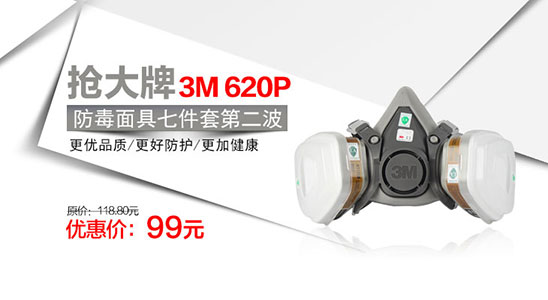 抢大牌 3M 620P
防毒面具七件套第二波
更优品质/更好防护/更加健康
原价：118.80元
优惠价：99元
3M